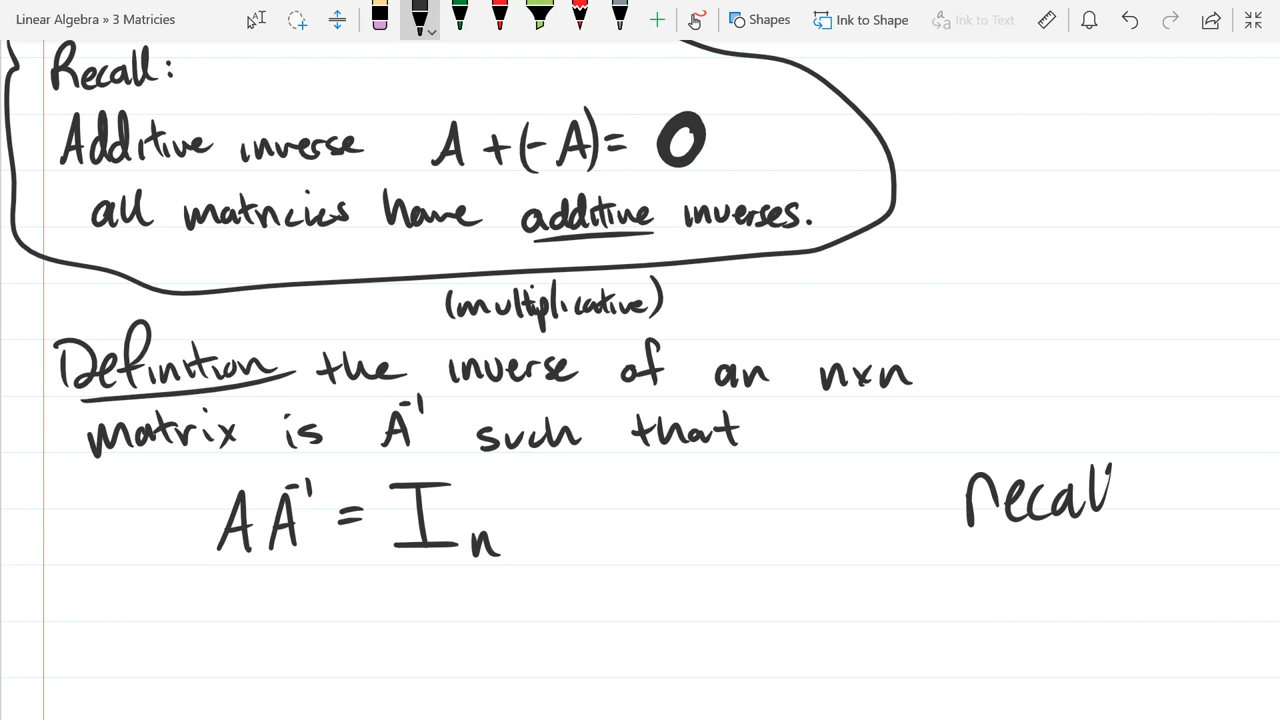 Linear Algebra » 3 Matricies
Shapes
Ink to Shape
Ink to Text
Recall:
Additive inverse A + (-A) = 0
all matricies have additive inverses.
(multiplicative)
Definition the inverse of an n×n
matrix is A⁻¹ such that
A A⁻¹ = Iₙ
recal